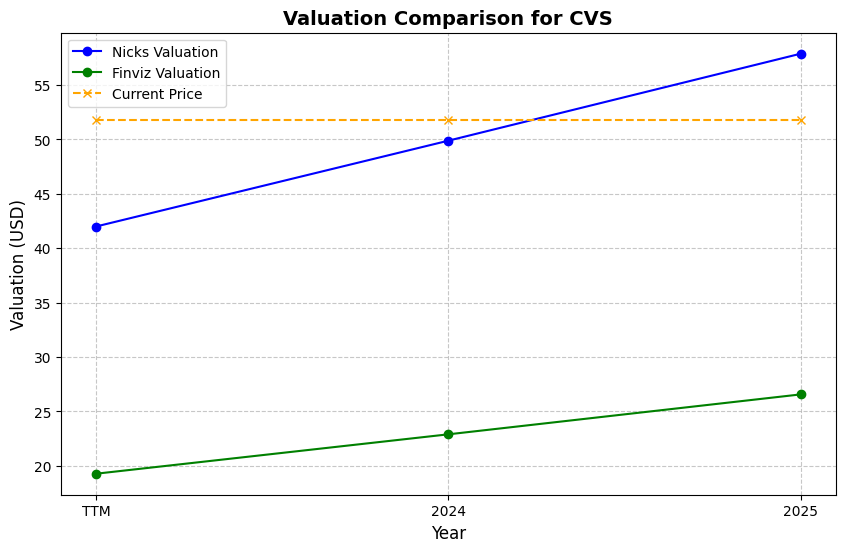 Valuation Comparison for CVS
Nicks Valuation
Finviz Valuation
Current Price
Valuation (USD)
55
50
45
40
35
30
25
20
TTM
2024
2025
Year